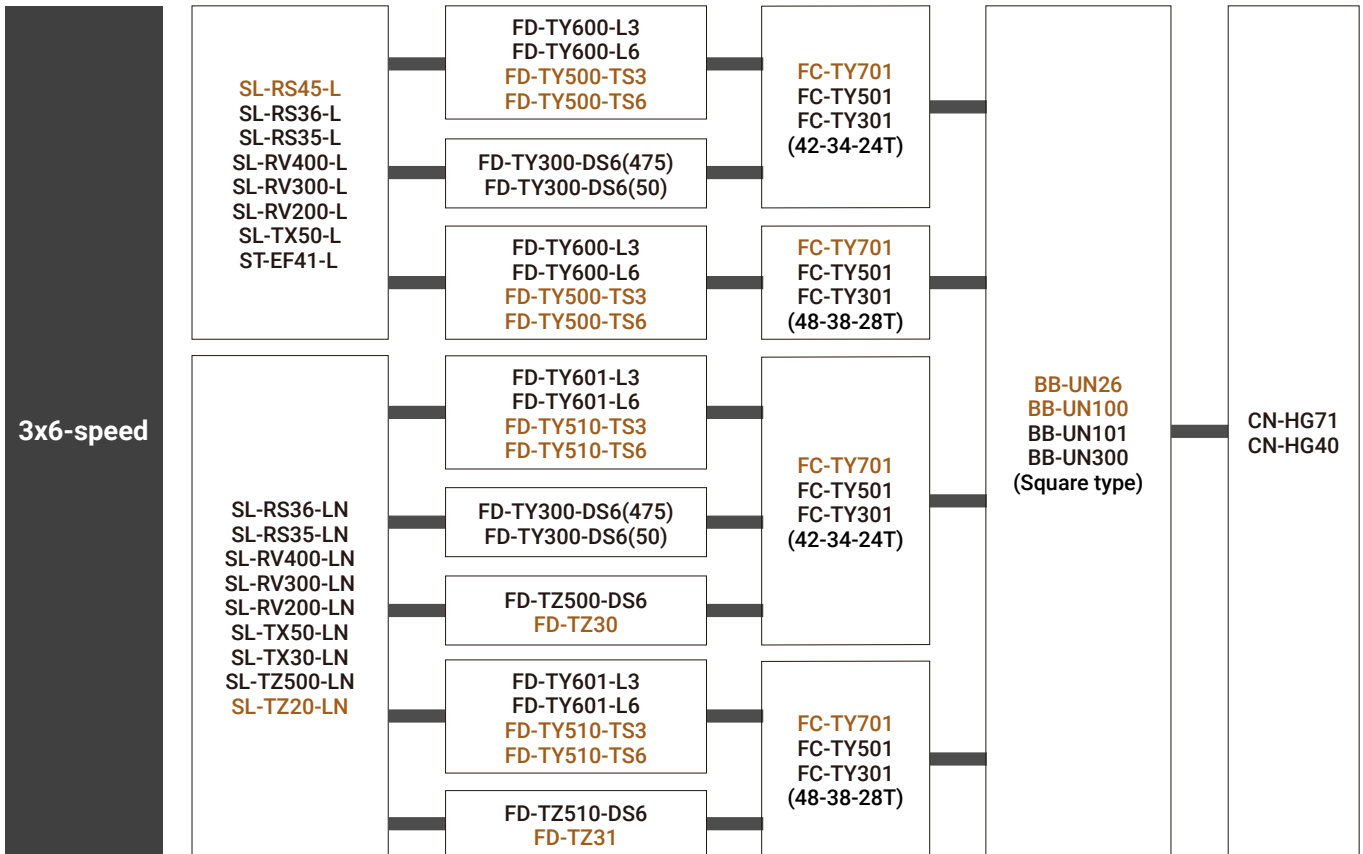 3x6-speed
SL-RS45-L
SL-RS36-L
SL-RS35-L
SL-RV400-L
SL-RV300-L
SL-RV200-L
SL-TX50-L
ST-EF41-L
FD-TY600-L3
FD-TY600-L6
FD-TY500-TS3
FD-TY500-TS6
FD-TY300-DS6(475)
FD-TY300-DS6(50)
FC-TY701
FC-TY501
FC-TY301
(42-34-24T)
FD-TY600-L3
FD-TY600-L6
FD-TY500-TS3
FD-TY500-TS6
FC-TY701
FC-TY501
FC-TY301
(48-38-28T)
SL-RS36-LN
SL-RS35-LN
SL-RV400-LN
SL-RV300-LN
SL-RV200-LN
SL-TX50-LN
SL-TX30-LN
SL-TZ500-LN
SL-TZ20-LN
FD-TY601-L3
FD-TY601-L6
FD-TY510-TS3
FD-TY510-TS6
FD-TY300-DS6(475)
FD-TY300-DS6(50)
FD-TZ500-DS6
FD-TZ30
FC-TY701
FC-TY501
FC-TY301
(42-34-24T)
FD-TY601-L3
FD-TY601-L6
FD-TY510-TS3
FD-TY510-TS6
FD-TZ510-DS6
FD-TZ31
FC-TY701
FC-TY501
FC-TY301
(48-38-28T)
BB-UN26
BB-UN100
BB-UN101
BB-UN300
(Square type)
CN-HG71
CN-HG40